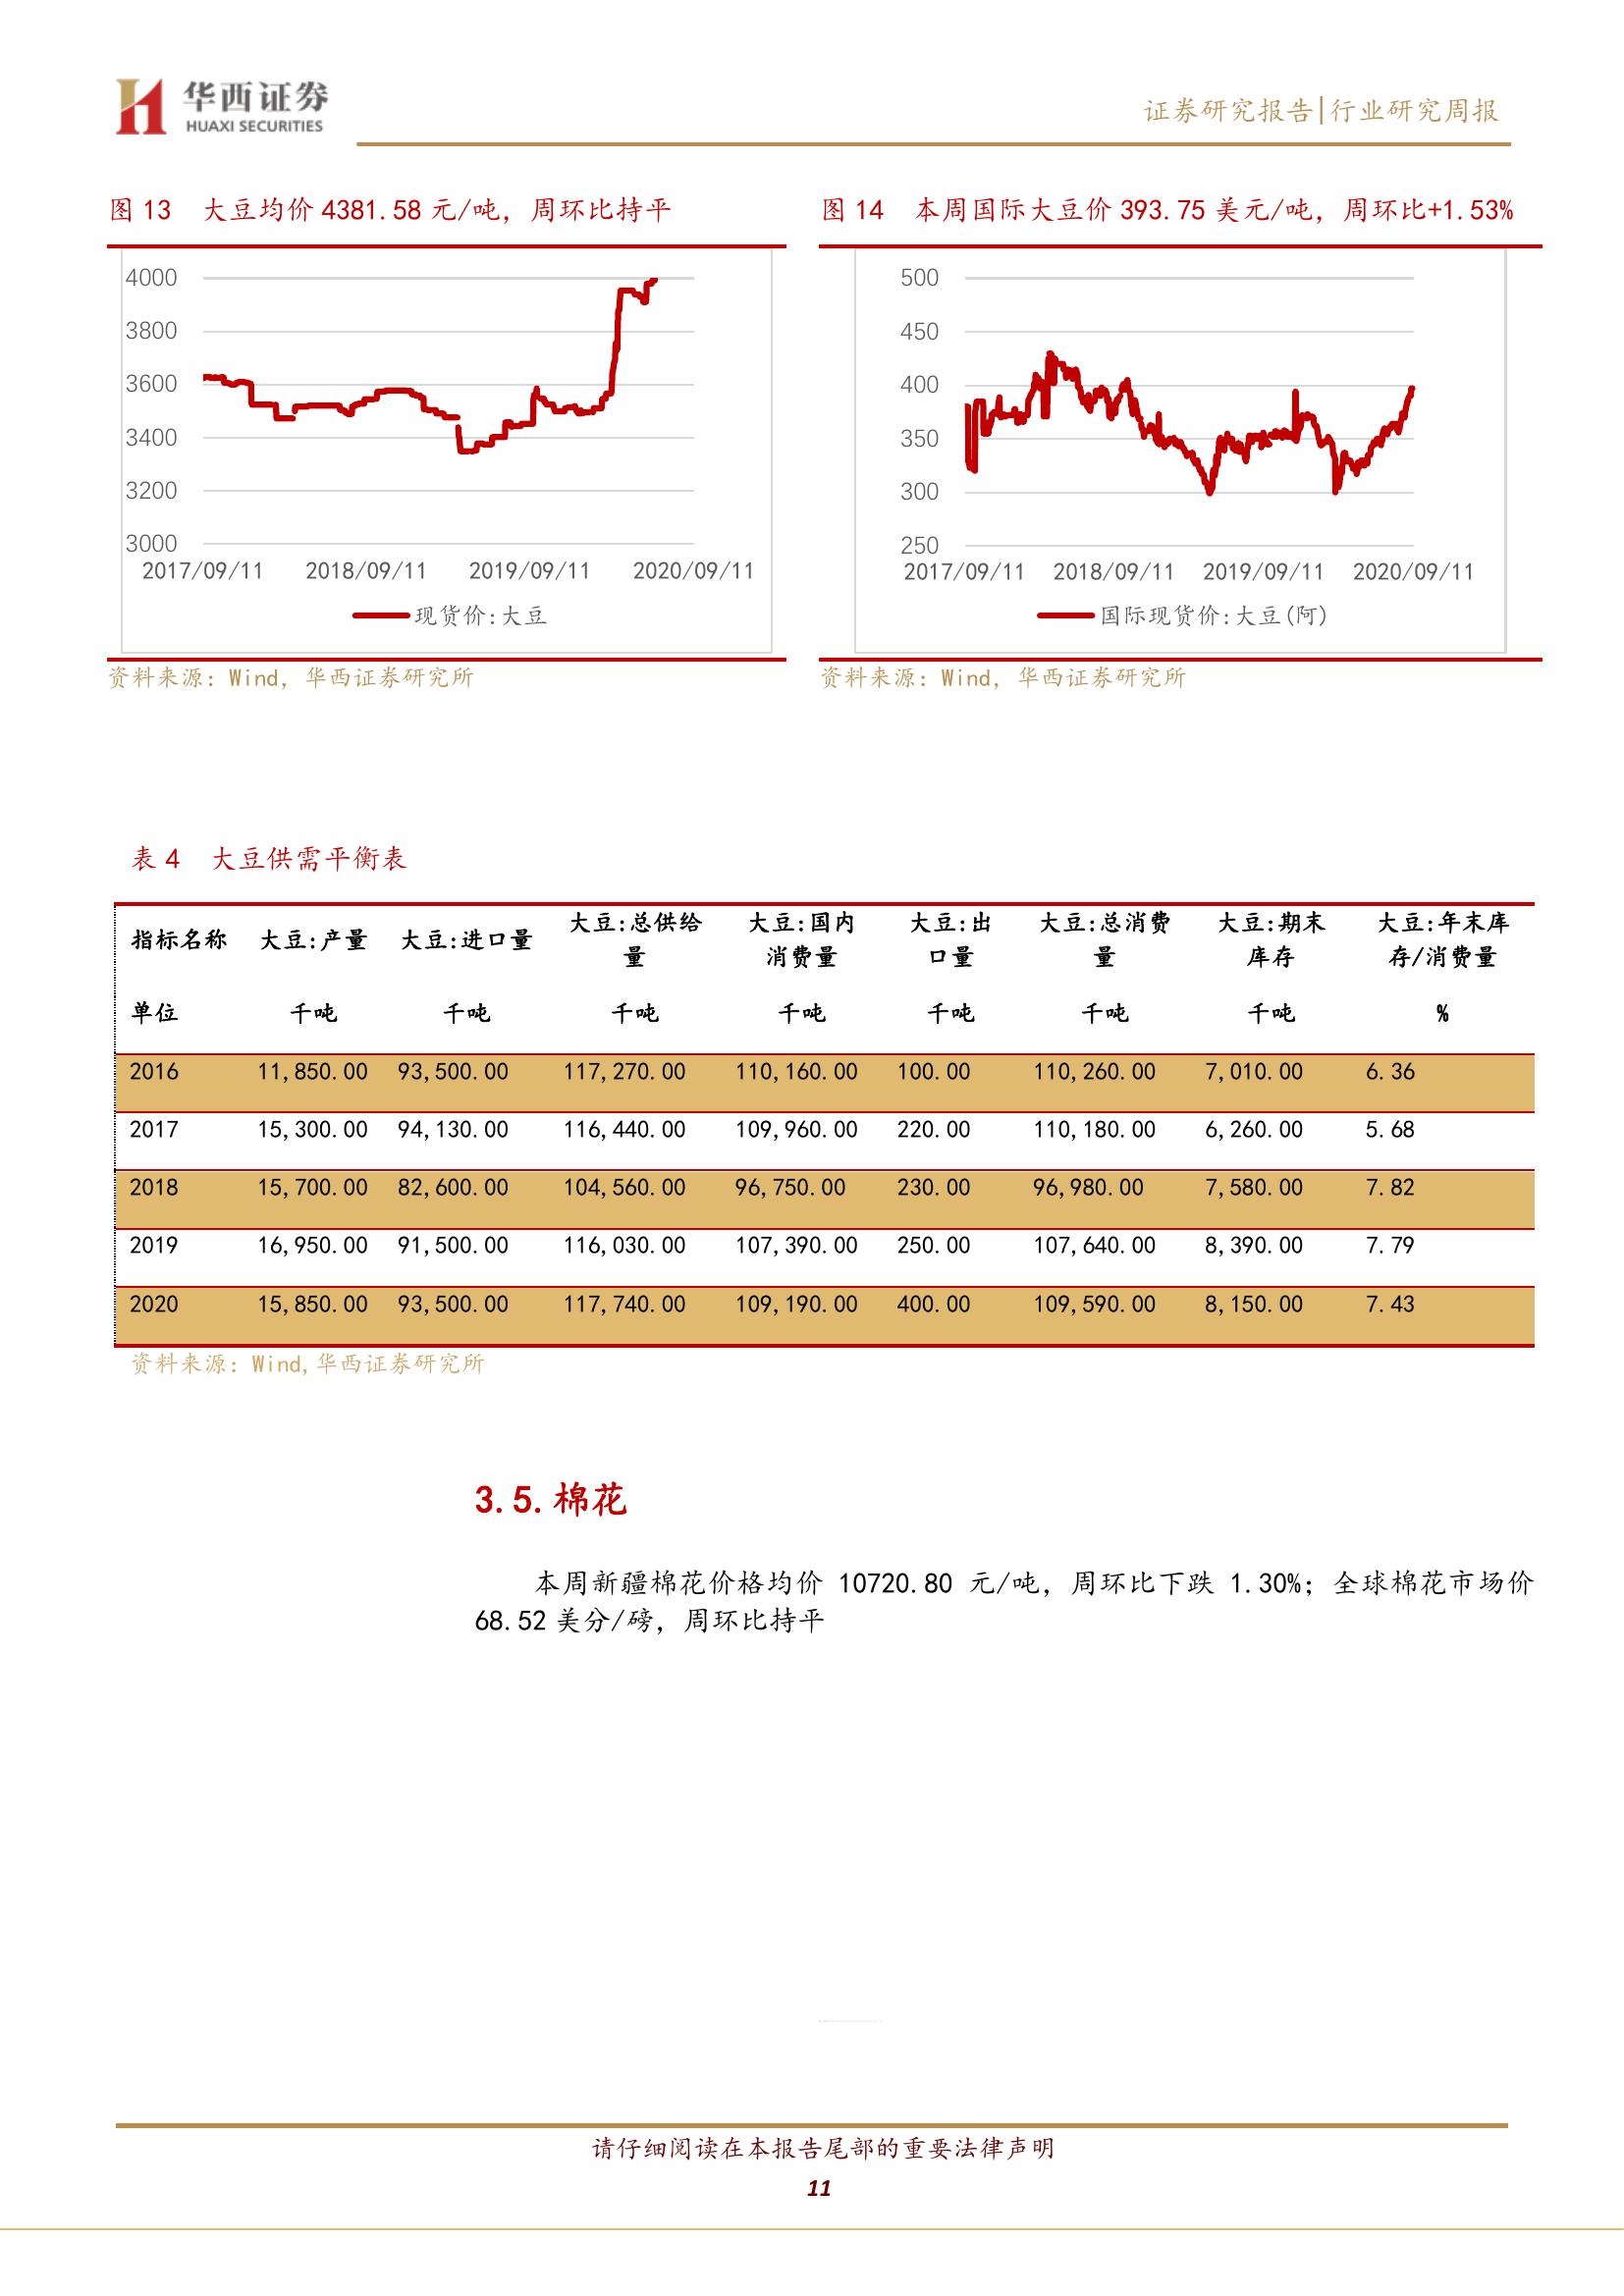 华西证券
HUAXI SECURITIES
证券研究报告|行业研究周报
图 13 大豆均价 4381.58 元/吨，周环比持平
4000
3800
3600
3400
3200
3000
2017/09/11 2018/09/11 2019/09/11 2020/09/11
现货价:大豆
资料来源：Wind，华西证券研究所
图 14 本周国际大豆价 393.75 美元/吨，周环比+1.53%
500
450
400
350
300
250
2017/09/11 2018/09/11 2019/09/11 2020/09/11
国际现货价:大豆(阿)
资料来源：Wind，华西证券研究所
表 4 大豆供需平衡表
指标名称 大豆:产量 大豆:进口量 大豆:总供给量 大豆:国内消费量 大豆:出口量 大豆:总消费量 大豆:期末库存 大豆:年末库存/消费量
单位 千吨 千吨 千吨 千吨 千吨 千吨 千吨 %
2016 11,850.00 93,500.00 117,270.00 110,160.00 100.00 110,260.00 7,010.00 6.36
2017 15,300.00 94,130.00 116,440.00 109,960.00 220.00 110,180.00 6,260.00 5.68
2018 15,700.00 82,600.00 104,560.00 96,750.00 230.00 96,980.00 7,580.00 7.82
2019 16,950.00 91,500.00 116,030.00 107,390.00 250.00 107,640.00 8,390.00 7.79
2020 15,850.00 93,500.00 117,740.00 109,190.00 400.00 109,590.00 8,150.00 7.43
资料来源：Wind,华西证券研究所
3.5.棉花
本周新疆棉花价格均价 10720.80 元/吨，周环比下跌 1.30%；全球棉花市场价
68.52 美分/磅，周环比持平
请仔细阅读在本报告尾部的重要法律声明
11